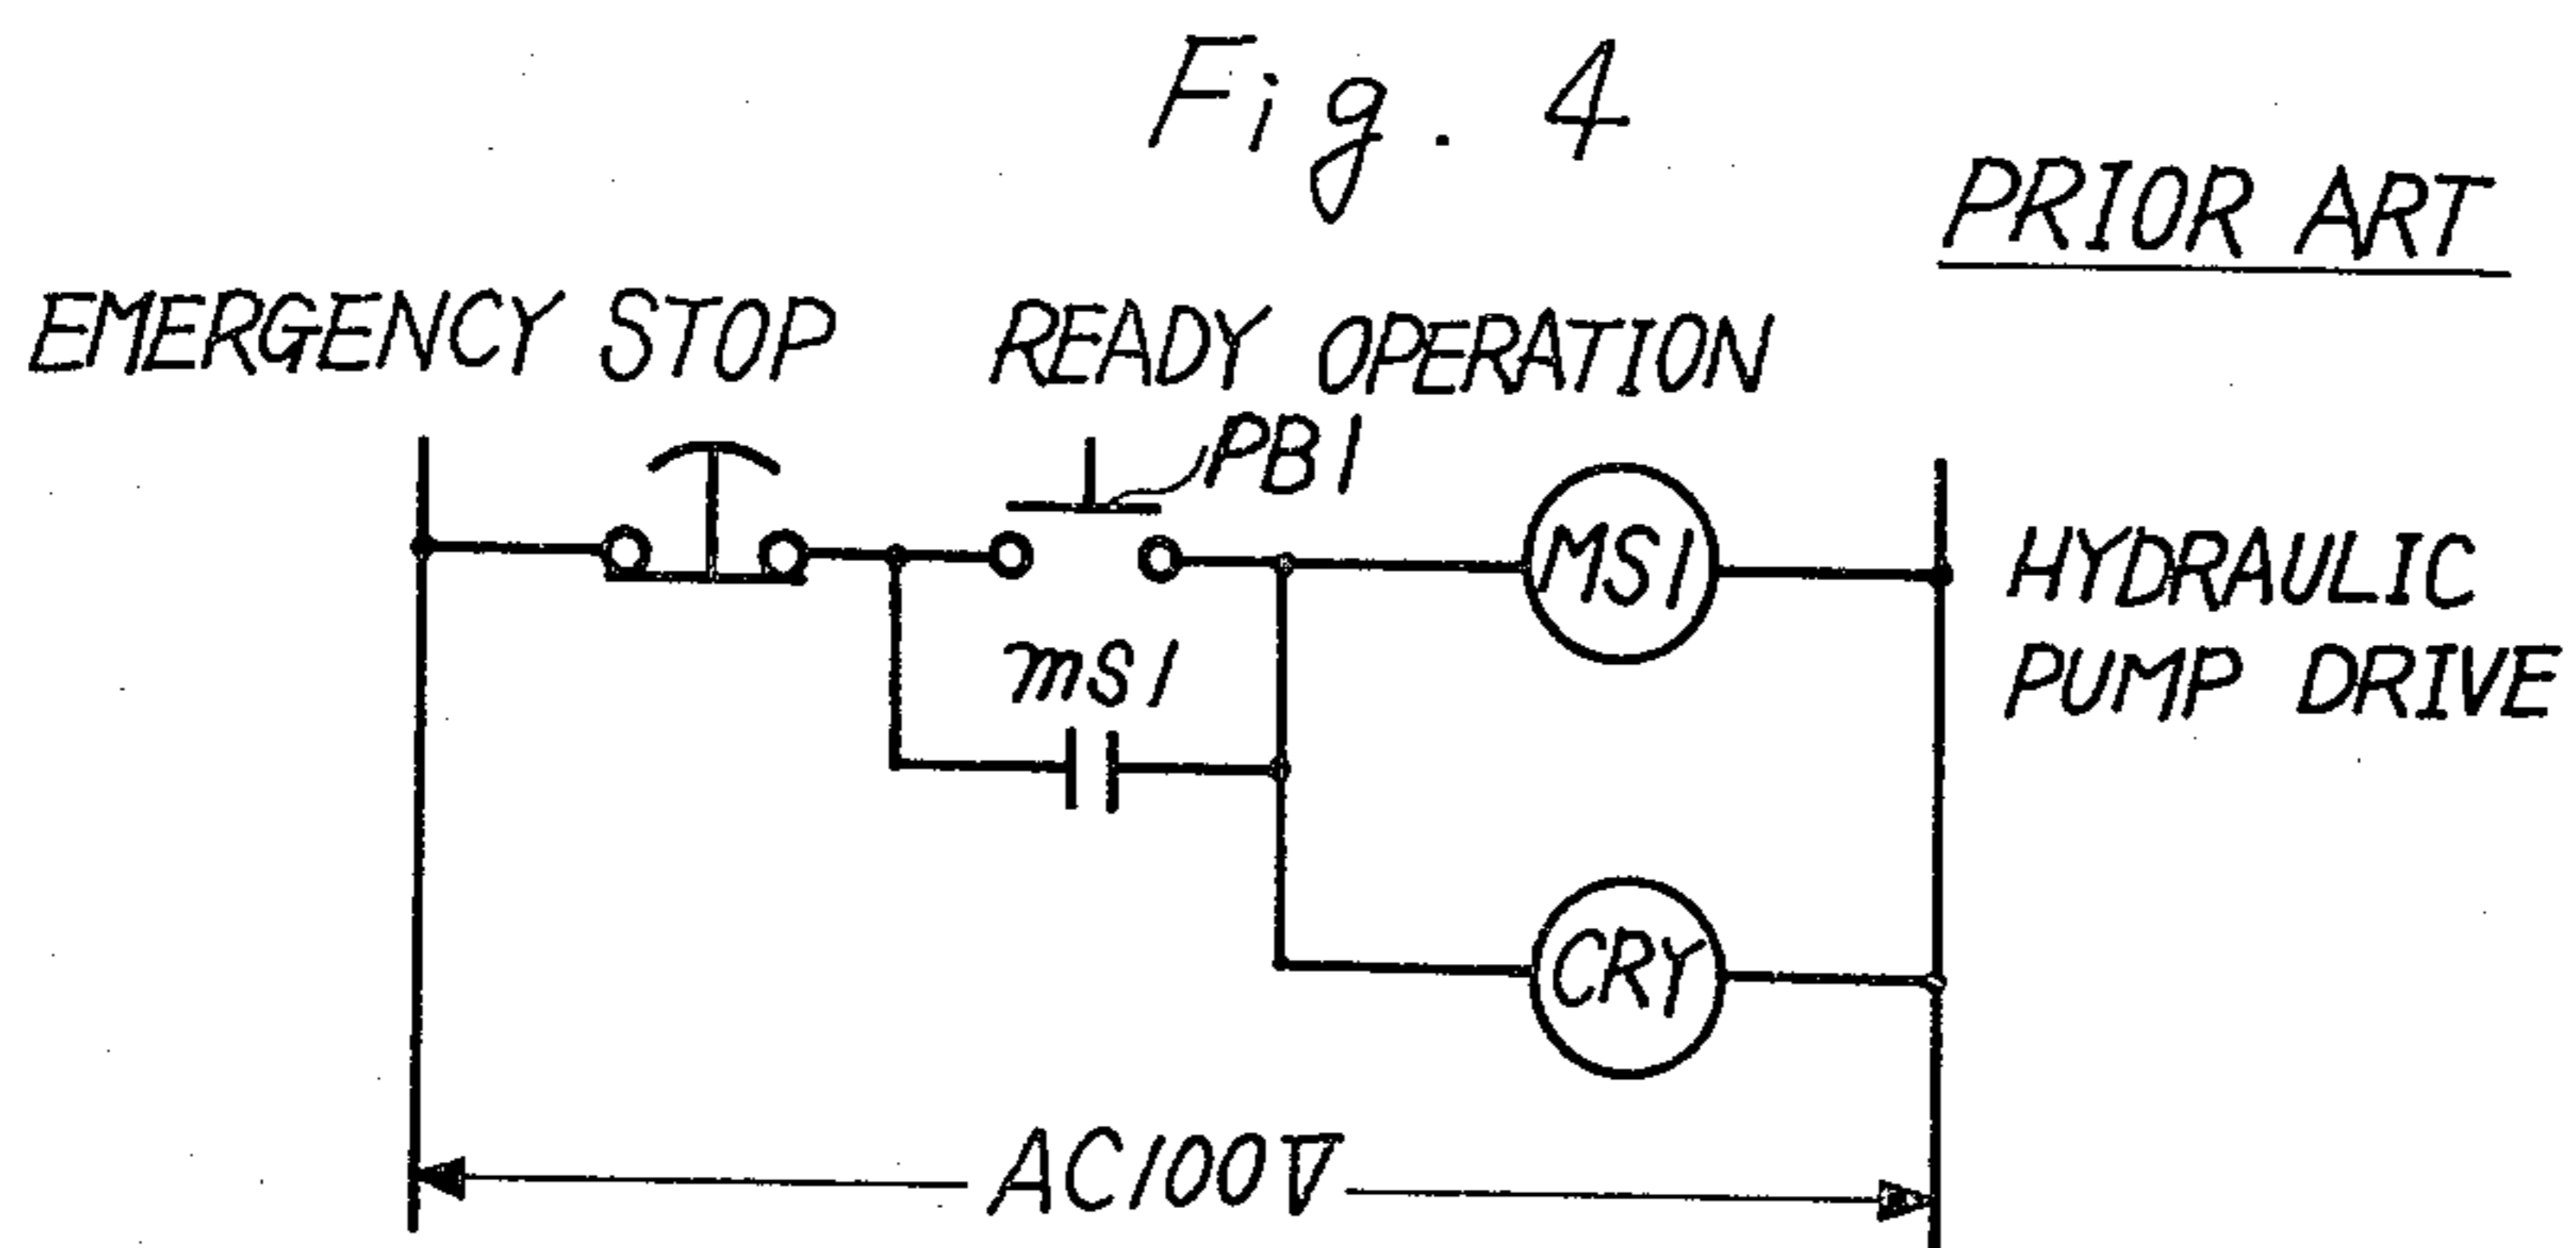 Fig. 4
PRIOR ART
EMERGENCY STOP
READY OPERATION
PB1
MS1
HYDRAULIC
PUMP DRIVE
mS1
CRY
AC100V